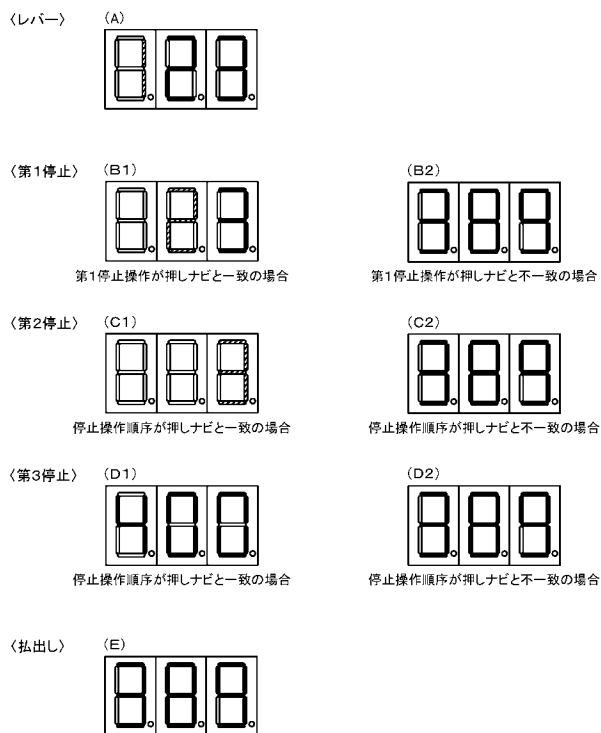 〈レバー〉 (A)
〈第1停止〉 (B1) (B2)
第1停止操作が押しナビと一致の場合 第1停止操作が押しナビと不一致の場合
〈第2停止〉 (C1) (C2)
停止操作順序が押しナビと一致の場合 停止操作順序が押しナビと不一致の場合
〈第3停止〉 (D1) (D2)
停止操作順序が押しナビと一致の場合 停止操作順序が押しナビと不一致の場合
〈払出し〉 (E)